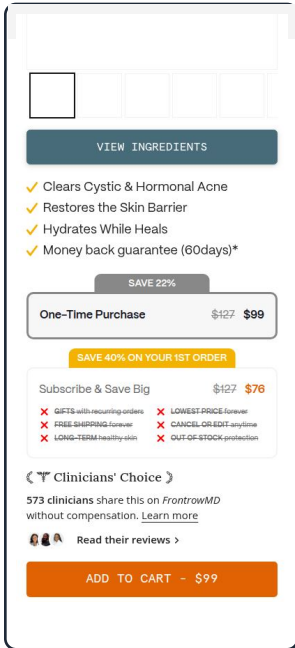 VIEW INGREDIENTS
Clears Cystic & Hormonal Acne
Restores the Skin Barrier
Hydrates While Heals
Money back guarantee (60days)*
SAVE 22%
One-Time Purchase $127 $99
SAVE 40% ON YOUR 1ST ORDER
Subscribe & Save Big $127 $76
GIFTS with recurring orders LOWEST PRICE forever
FREE SHIPPING forever CANCEL OR EDIT anytime
LONG-TERM healthy skin OUT OF STOCK protection
Clinicians' Choice
573 clinicians share this on FrontrowMD
without compensation. Learn more
Read their reviews >
ADD TO CART - $99